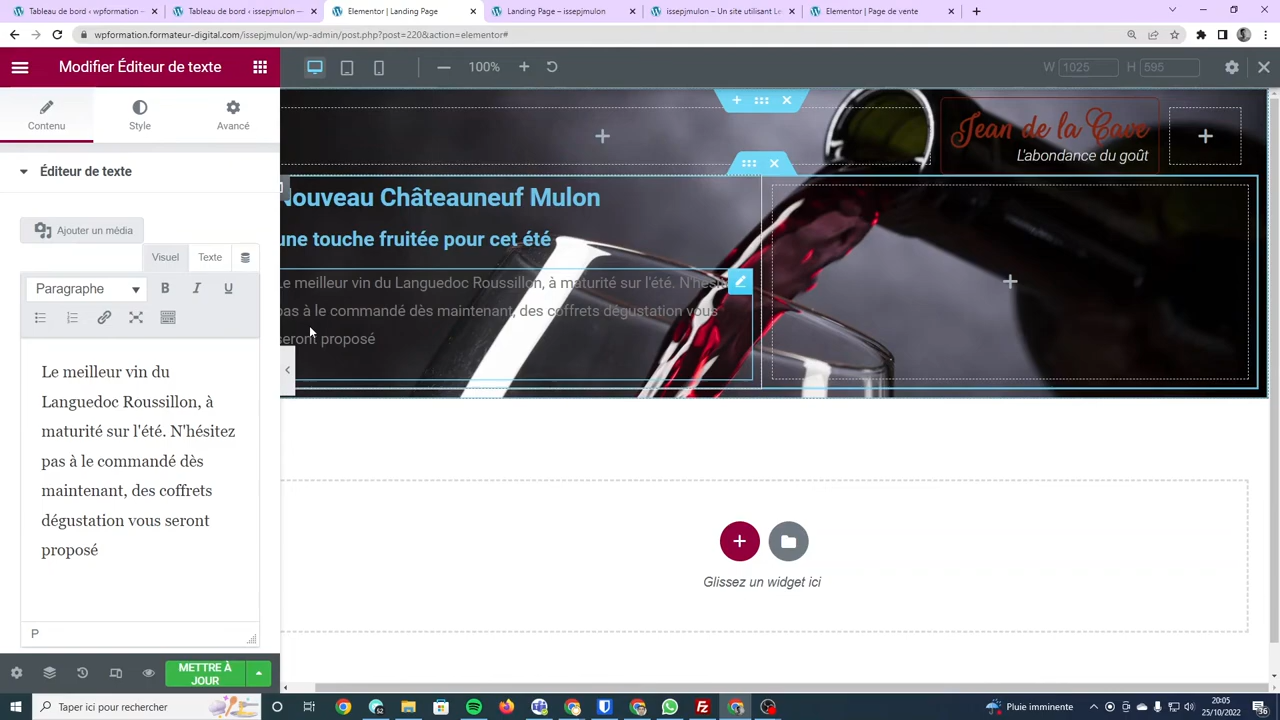 Tableau de bord ‹ issepjmulon
Tableau de bord ‹ issepjmulon
Elementor | Landing Page
Landing Page – issepjmulon
issepjmulon – Un site utilisant Le
Elementor | Page de vente
wpformation.formateur-digital.com/issepjmulon/wp-admin/post.php?post=220&action=elementor#
Modifier Éditeur de texte
100%
W 1025 H 595
Contenu
Style
Avancé
Éditeur de texte
Ajouter un média
Visuel
Texte
Paragraphe
B I U
Le meilleur vin du
Languedoc Roussillon, à
maturité sur l'été. N'hésitez
pas à le commandé dès
maintenant, des coffrets
dégustation vous seront
proposé
P
METTRE À
JOUR
Jean de la Cave
L'abondance du goût
Nouveau Châteauneuf Mulon
une touche fruitée pour cet été
Le meilleur vin du Languedoc Roussillon, à maturité sur l'été.
pas à le commandé dès maintenant, des coffrets dégustation vous
seront proposé
Glissez un widget ici
Taper ici pour rechercher
Pluie imminente
20:05
25/10/2022